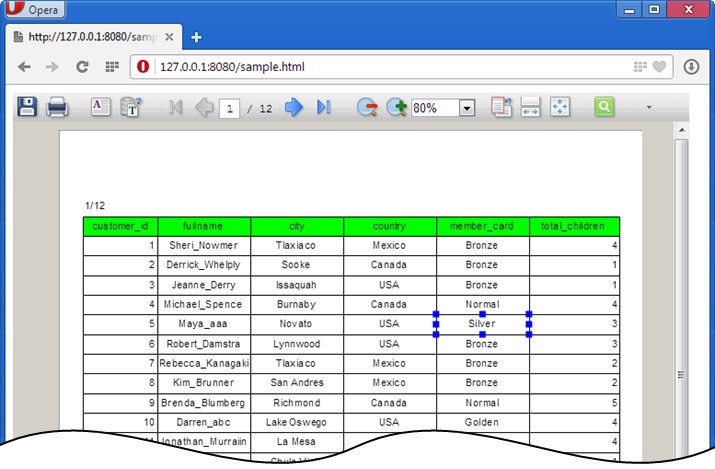 Opera
http://127.0.0.1:8080/samp
127.0.0.1:8080/sample.html
1 / 12 80%
1/12
customer_id fullname city country member_card total_children
1 Sheri_Nowmer Tlaxiaco Mexico Bronze 4
2 Derrick_Whelply Sooke Canada Bronze 1
3 Jeanne_Derry Issaquah USA Bronze 1
4 Michael_Spence Burnaby Canada Normal 4
5 Maya_aaa Novato USA Silver 3
6 Robert_Damstra Lynnwood USA Bronze 3
7 Rebecca_Kanagaki Tlaxiaco Mexico Bronze 2
8 Kim_Brunner San Andres Mexico Bronze 2
9 Brenda_Blumberg Richmond Canada Normal 5
10 Darren_abc Lake Oswego USA Golden 4
11 Jonathan_Murraiin La Mesa 4